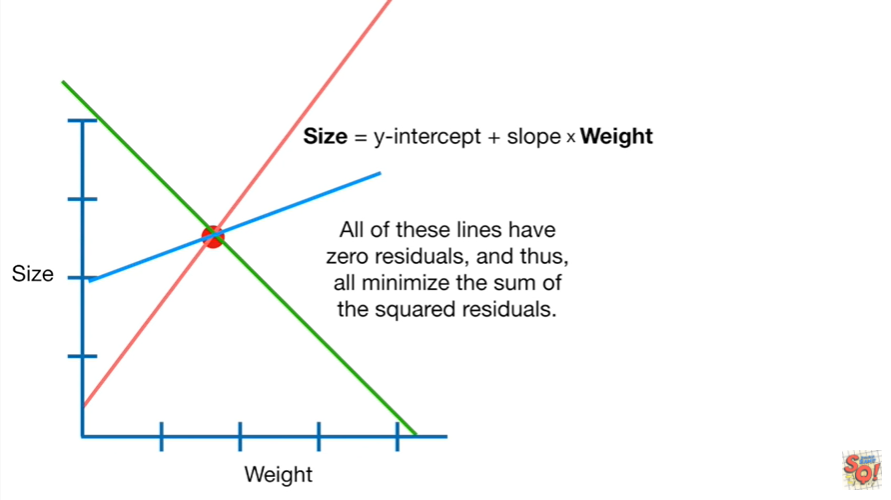 Size = y-intercept + slope x Weight
All of these lines have
zero residuals, and thus,
all minimize the sum of
the squared residuals.
Size
Weight
SQ!